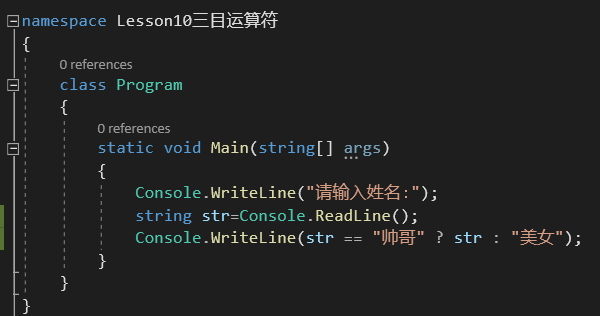 namespace Lesson10三目运算符
{
0 references
class Program
{
0 references
static void Main(string[] args)
{
Console.WriteLine("请输入姓名:");
string str=Console.ReadLine();
Console.WriteLine(str == "帅哥" ? str : "美女");
}
}
}